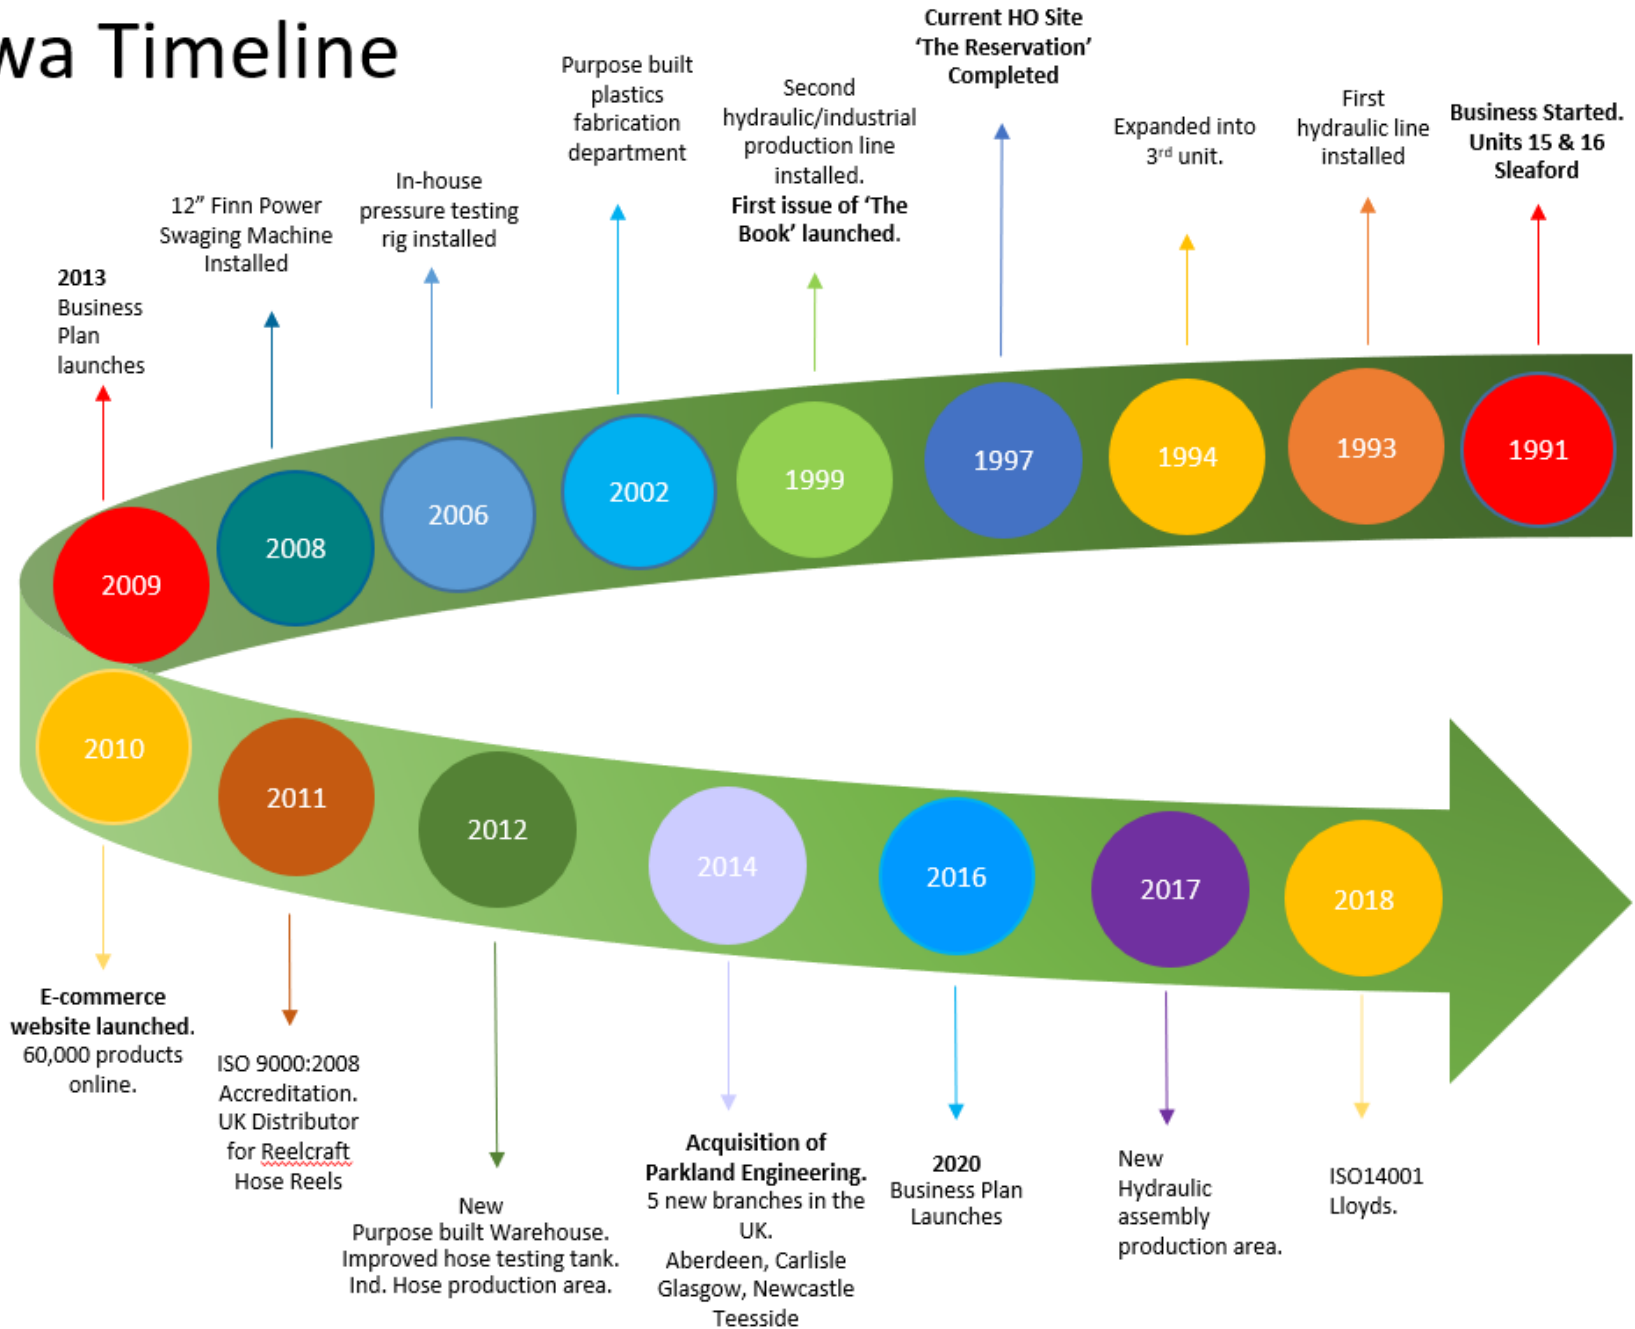 wa Timeline
Current HO Site
‘The Reservation’
Completed
Purpose built
plastics
fabrication
department
Second
hydraulic/industrial
production line
installed.
First issue of ‘The
Book’ launched.
Expanded into
3rd unit.
First
hydraulic line
installed
Business Started.
Units 15 & 16
Sleaford
In-house
pressure testing
rig installed
12” Finn Power
Swaging Machine
Installed
2013
Business
Plan
launches
2009
2008
2006
2002
1999
1997
1994
1993
1991
2010
2011
2012
2014
2016
2017
2018
E-commerce
website launched.
60,000 products
online.
ISO 9000:2008
Accreditation.
UK Distributor
for Reelcraft
Hose Reels
New
Purpose built Warehouse.
Improved hose testing tank.
Ind. Hose production area.
Acquisition of
Parkland Engineering.
5 new branches in the
UK.
Aberdeen, Carlisle
Glasgow, Newcastle
Teesside
2020
Business Plan
Launches
New
Hydraulic
assembly
production area.
ISO14001
Lloyds.